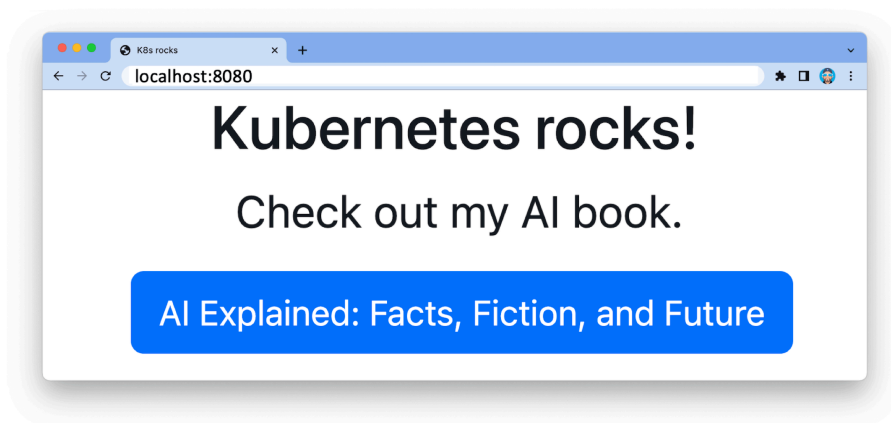 K8s rocks
localhost:8080
Kubernetes rocks!
Check out my AI book.
AI Explained: Facts, Fiction, and Future